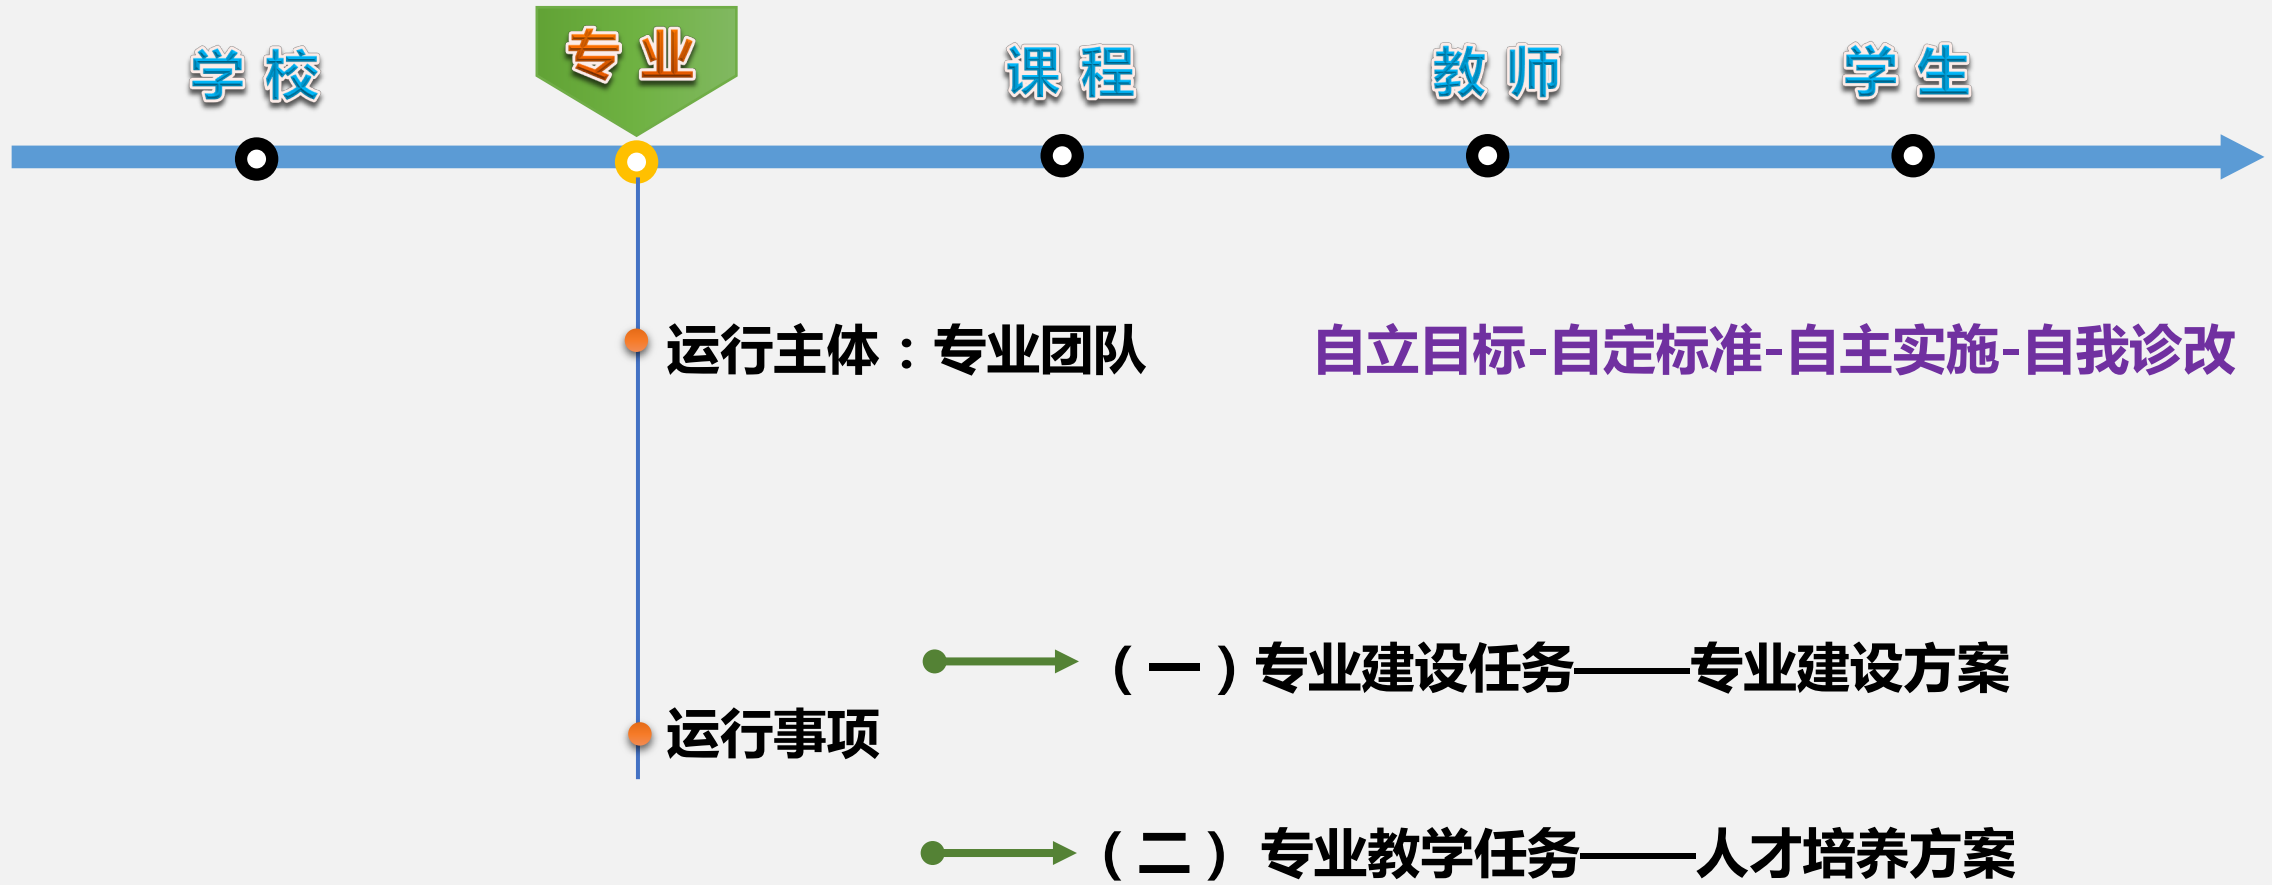 学 校
专 业
课 程
教 师
学 生
运行主体：专业团队
自立目标-自定标准-自主实施-自我诊改
（一）专业建设任务——专业建设方案
运行事项
（二） 专业教学任务——人才培养方案